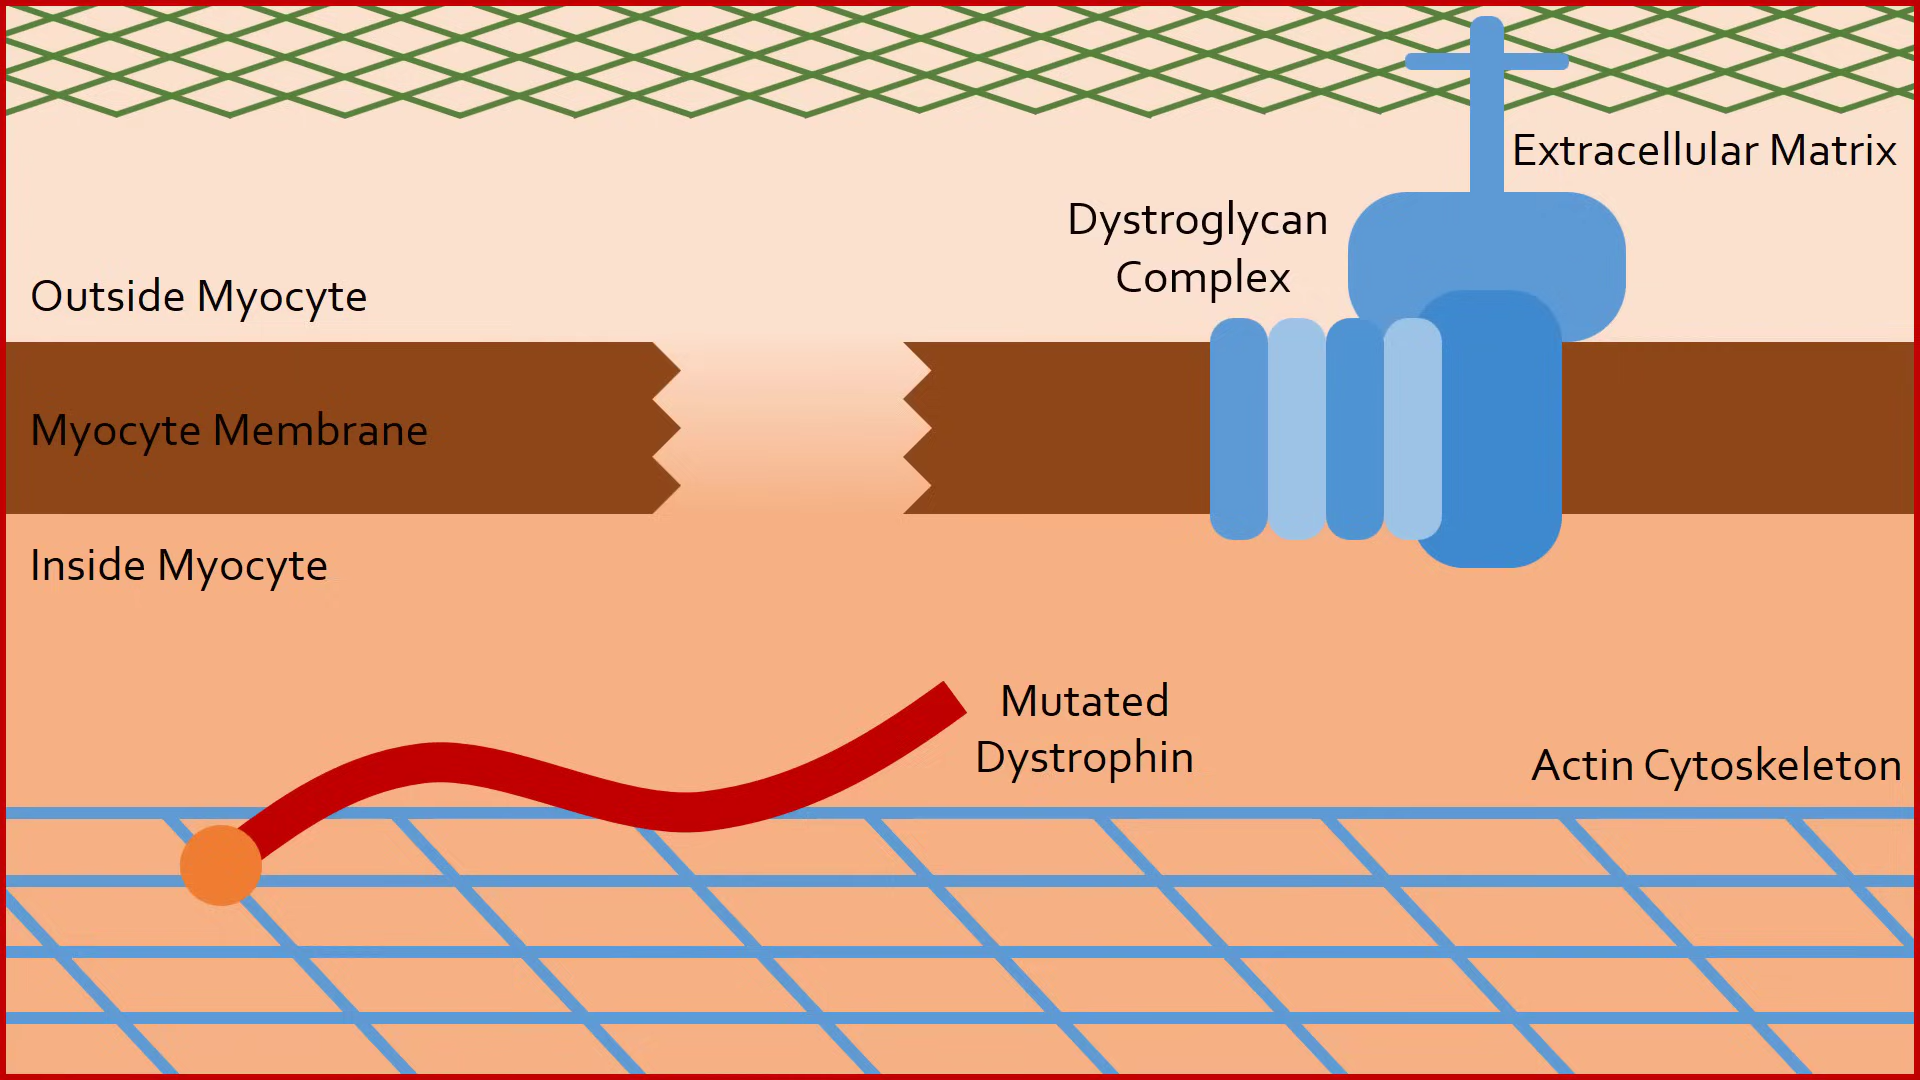 Extracellular Matrix
Dystroglycan
Complex
Outside Myocyte
Myocyte Membrane
Inside Myocyte
Mutated
Dystrophin
Actin Cytoskeleton